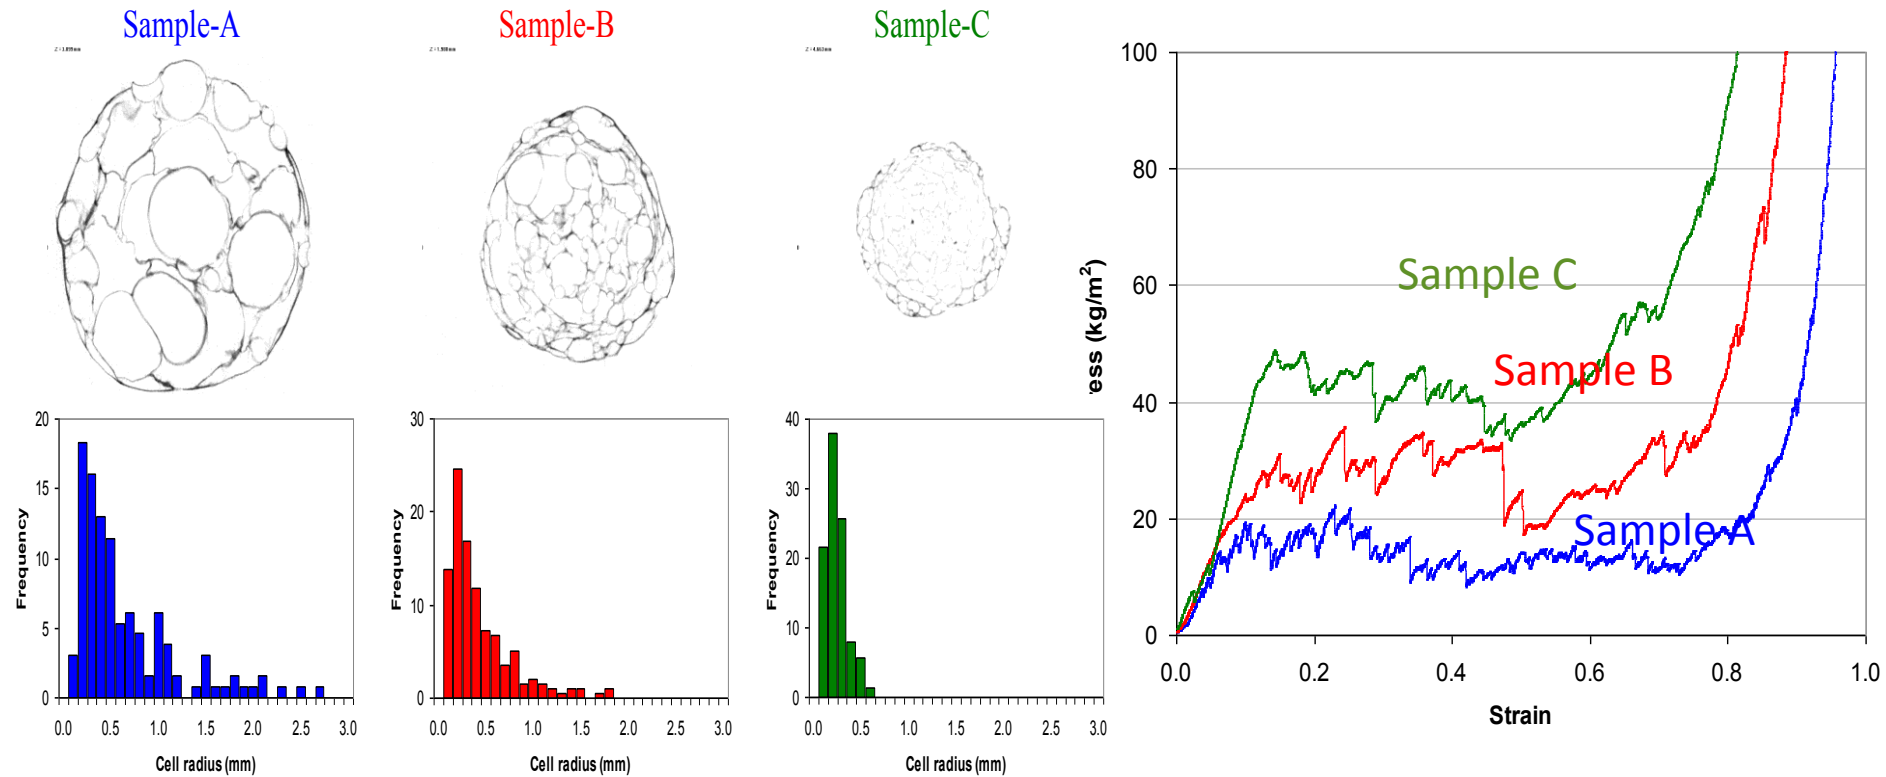 Sample-A
Sample-B
Sample-C
20
15
10
5
0
0.0 0.5 1.0 1.5 2.0 2.5 3.0
Frequency
Cell radius (mm)
30
20
10
0
0.0 0.5 1.0 1.5 2.0 2.5 3.0
Frequency
Cell radius (mm)
40
30
20
10
0
0.0 0.5 1.0 1.5 2.0 2.5 3.0
Frequency
Cell radius (mm)
100
80
60
40
20
0
0.0 0.2 0.4 0.6 0.8 1.0
ess (kg/m²)
Strain
Sample C
Sample B
Sample A